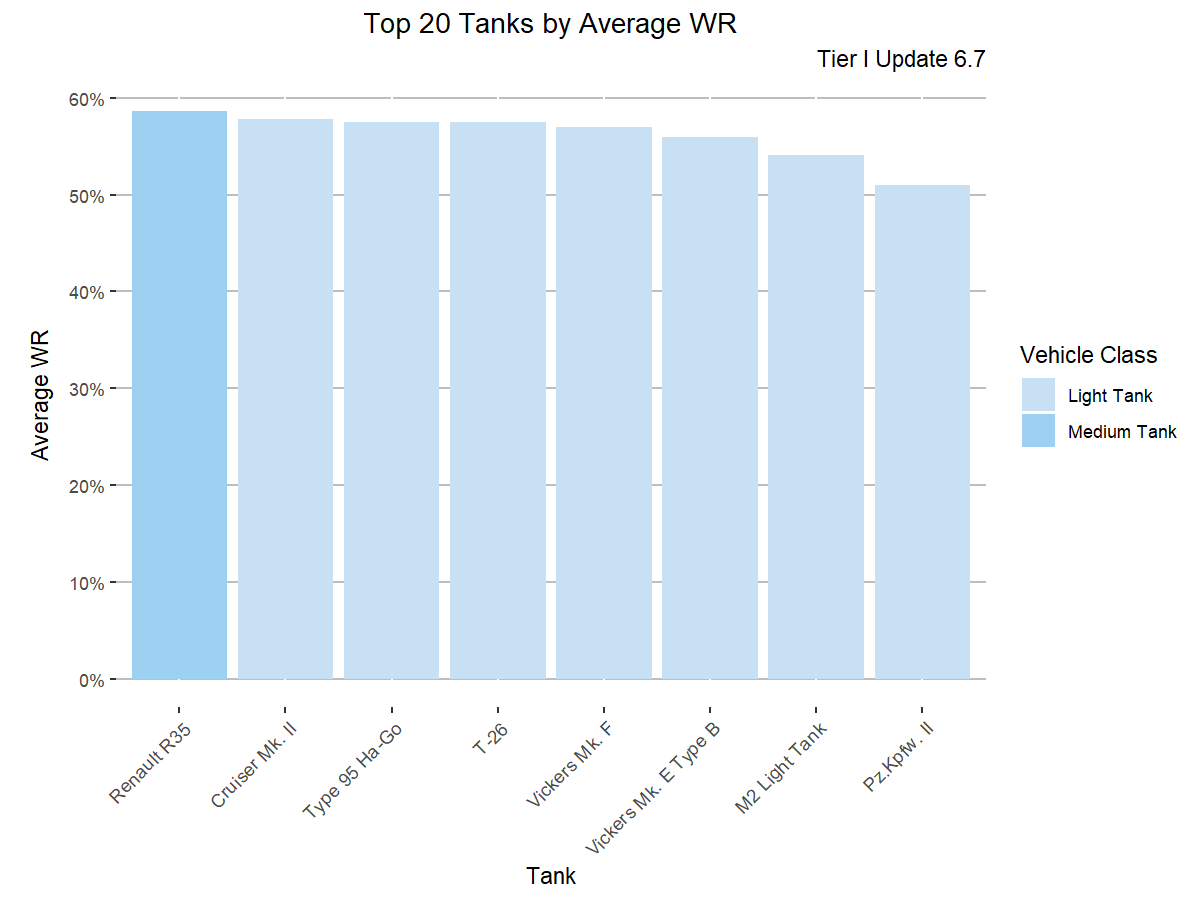 Top 20 Tanks by Average WR
Tier I Update 6.7
60%
50%
40%
30%
20%
10%
0%
Average WR
Renault R35
Cruiser Mk. II
Type 95 Ha-Go
T-26
Vickers Mk. F
Vickers Mk. E Type B
M2 Light Tank
Pz.Kpfw. II
Tank
Vehicle Class
Light Tank
Medium Tank